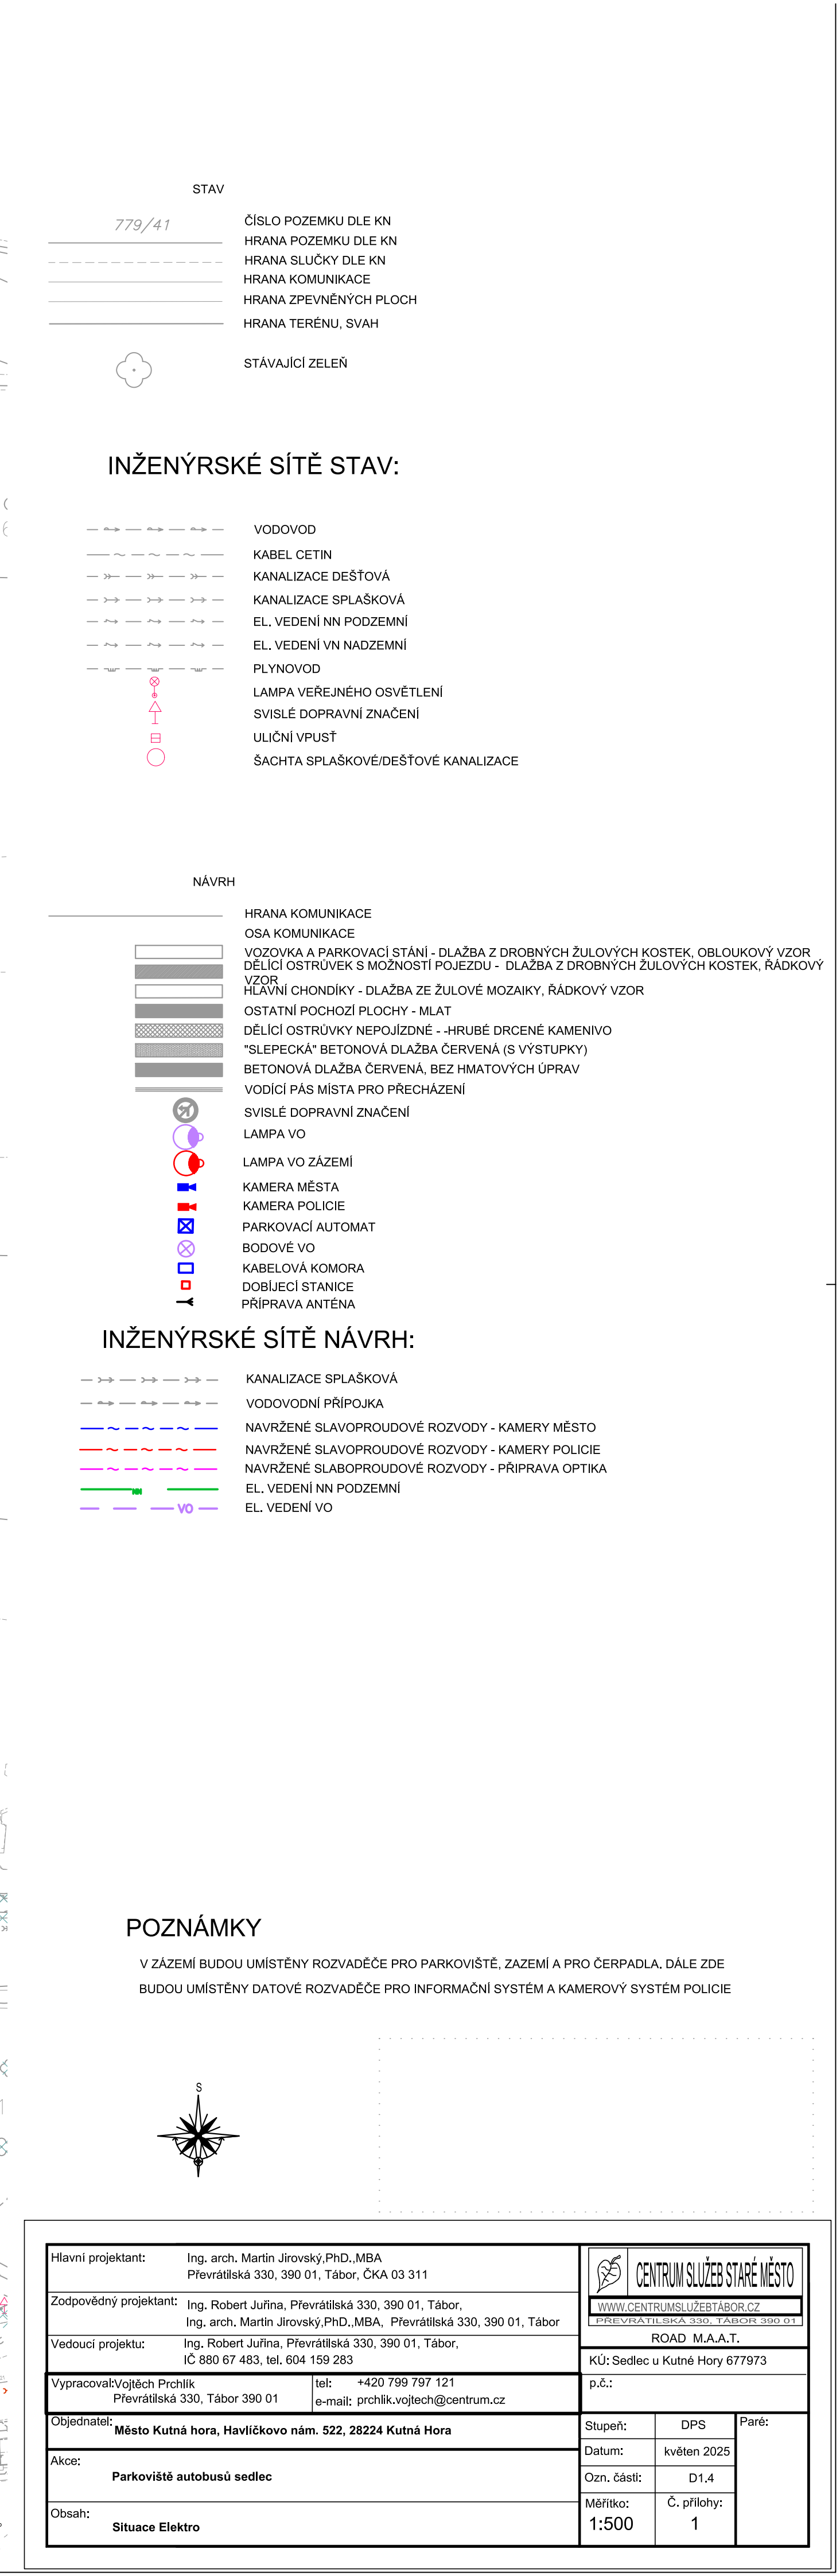 STAV
779/41
ČÍSLO POZEMKU DLE KN
HRANA POZEMKU DLE KN
HRANA SLUČKY DLE KN
HRANA KOMUNIKACE
HRANA ZPEVNĚNÝCH PLOCH
HRANA TERÉNU, SVAH
STÁVAJÍCÍ ZELEŇ
INŽENÝRSKÉ SÍTĚ STAV:
VODOVOD
KABEL CETIN
KANALIZACE DEŠŤOVÁ
KANALIZACE SPLAŠKOVÁ
EL. VEDENÍ NN PODZEMNÍ
EL. VEDENÍ VN NADZEMNÍ
PLYNOVOD
LAMPA VEŘEJNÉHO OSVĚTLENÍ
SVISLÉ DOPRAVNÍ ZNAČENÍ
ULIČNÍ VPUSŤ
ŠACHTA SPLAŠKOVÉ/DEŠŤOVÉ KANALIZACE
NÁVRH
HRANA KOMUNIKACE
OSA KOMUNIKACE
VOZOVKA A PARKOVACÍ STÁNÍ - DLAŽBA Z DROBNÝCH ŽULOVÝCH KOSTEK, OBLOUKOVÝ VZOR
DĚLÍCÍ OSTRŮVEK S MOŽNOSTÍ POJEZDU - DLAŽBA Z DROBNÝCH ŽULOVÝCH KOSTEK, ŘÁDKOVÝ
VZOR
HLAVNÍ CHONDÍKY - DLAŽBA ZE ŽULOVÉ MOZAIKY, ŘÁDKOVÝ VZOR
OSTATNÍ POCHOZÍ PLOCHY - MLAT
DĚLÍCÍ OSTRŮVKY NEPOJÍZDNÉ - -HRUBÉ DRCENÉ KAMENIVO
"SLEPECKÁ" BETONOVÁ DLAŽBA ČERVENÁ (S VÝSTUPKY)
BETONOVÁ DLAŽBA ČERVENÁ, BEZ HMATOVÝCH ÚPRAV
VODÍCÍ PÁS MÍSTA PRO PŘECHÁZENÍ
SVISLÉ DOPRAVNÍ ZNAČENÍ
LAMPA VO
LAMPA VO ZÁZEMÍ
KAMERA MĚSTA
KAMERA POLICIE
PARKOVACÍ AUTOMAT
BODOVÉ VO
KABELOVÁ KOMORA
DOBÍJECÍ STANICE
PŘÍPRAVA ANTÉNA
INŽENÝRSKÉ SÍTĚ NÁVRH:
KANALIZACE SPLAŠKOVÁ
VODOVODNÍ PŘÍPOJKA
NAVRŽENÉ SLAVOPROUDOVÉ ROZVODY - KAMERY MĚSTO
NAVRŽENÉ SLAVOPROUDOVÉ ROZVODY - KAMERY POLICIE
NAVRŽENÉ SLABOPROUDOVÉ ROZVODY - PŘIPRAVA OPTIKA
EL. VEDENÍ NN PODZEMNÍ
VO EL. VEDENÍ VO
POZNÁMKY
V ZÁZEMÍ BUDOU UMÍSTĚNY ROZVADĚČE PRO PARKOVIŠTĚ, ZAZEMÍ A PRO ČERPADLA. DÁLE ZDE
BUDOU UMÍSTĚNY DATOVÉ ROZVADĚČE PRO INFORMAČNÍ SYSTÉM A KAMEROVÝ SYSTÉM POLICIE
S
Hlavní projektant: Ing. arch. Martin Jirovský,PhD.,MBA
Převrátilská 330, 390 01, Tábor, ČKA 03 311
Zodpovědný projektant: Ing. Robert Juřina, Převrátilská 330, 390 01, Tábor,
Ing. arch. Martin Jirovský,PhD.,MBA, Převrátilská 330, 390 01, Tábor
Vedoucí projektu: Ing. Robert Juřina, Převrátilská 330, 390 01, Tábor,
IČ 880 67 483, tel. 604 159 283
Vypracoval: Vojtěch Prchlík
Převrátilská 330, Tábor 390 01
tel: +420 799 797 121
e-mail: prchlik.vojtech@centrum.cz
Objednatel: Město Kutná hora, Havlíčkovo nám. 522, 28224 Kutná Hora
Akce:
Parkoviště autobusů sedlec
Obsah:
Situace Elektro
CENTRUM SLUŽEB STARÉ MĚSTO
WWW.CENTRUMSLUŽEBTÁBOR.CZ
PŘEVRÁTILSKÁ 330, TÁBOR 390 01
ROAD M.A.A.T.
KÚ: Sedlec u Kutné Hory 677973
p.č.:
Stupeň: DPS
Datum: květen 2025
Ozn. části: D1.4
Měřítko: 1:500
Č. přílohy: 1
Paré: